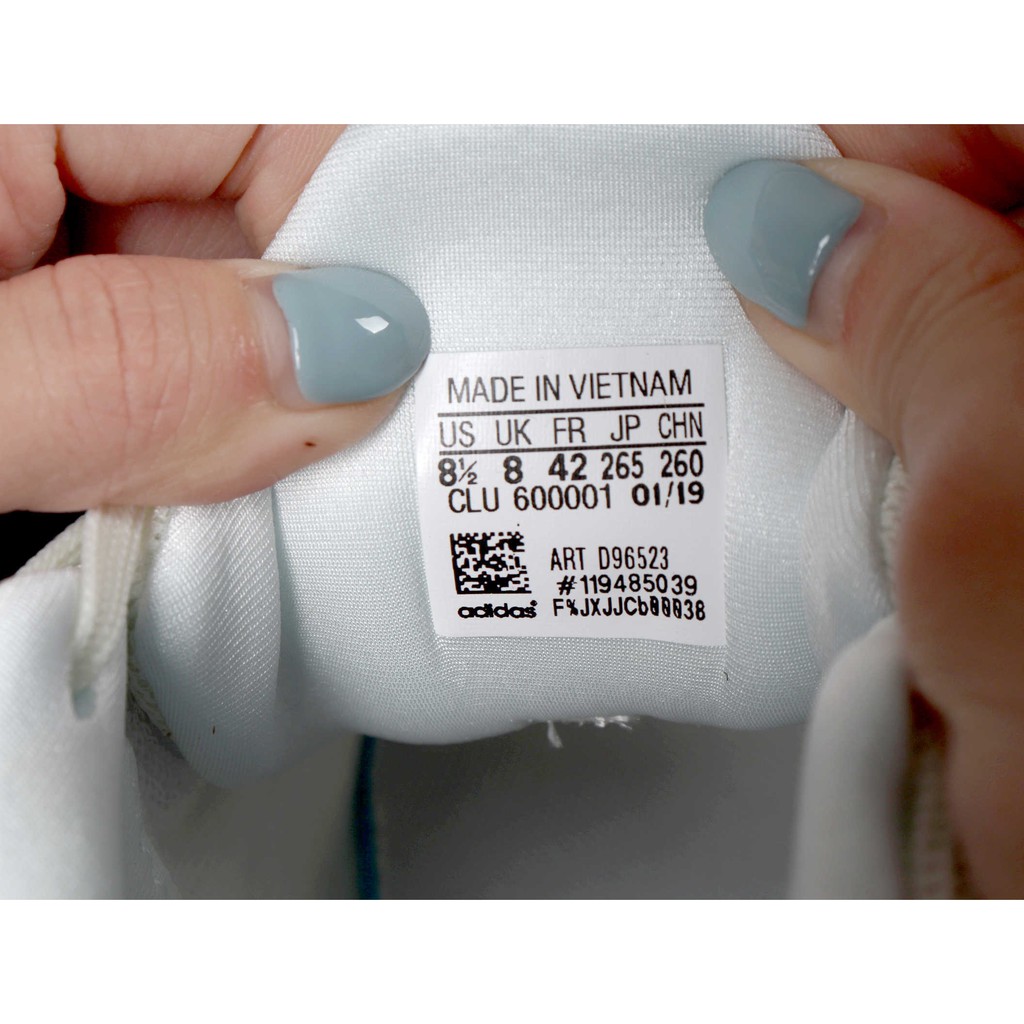 MADE IN VIETNAM
US UK FR JP CHN
8½ 8 42 265 260
CLU 600001 01/19
ART D96523
#119485039
adidas® F%JXJJCb00038